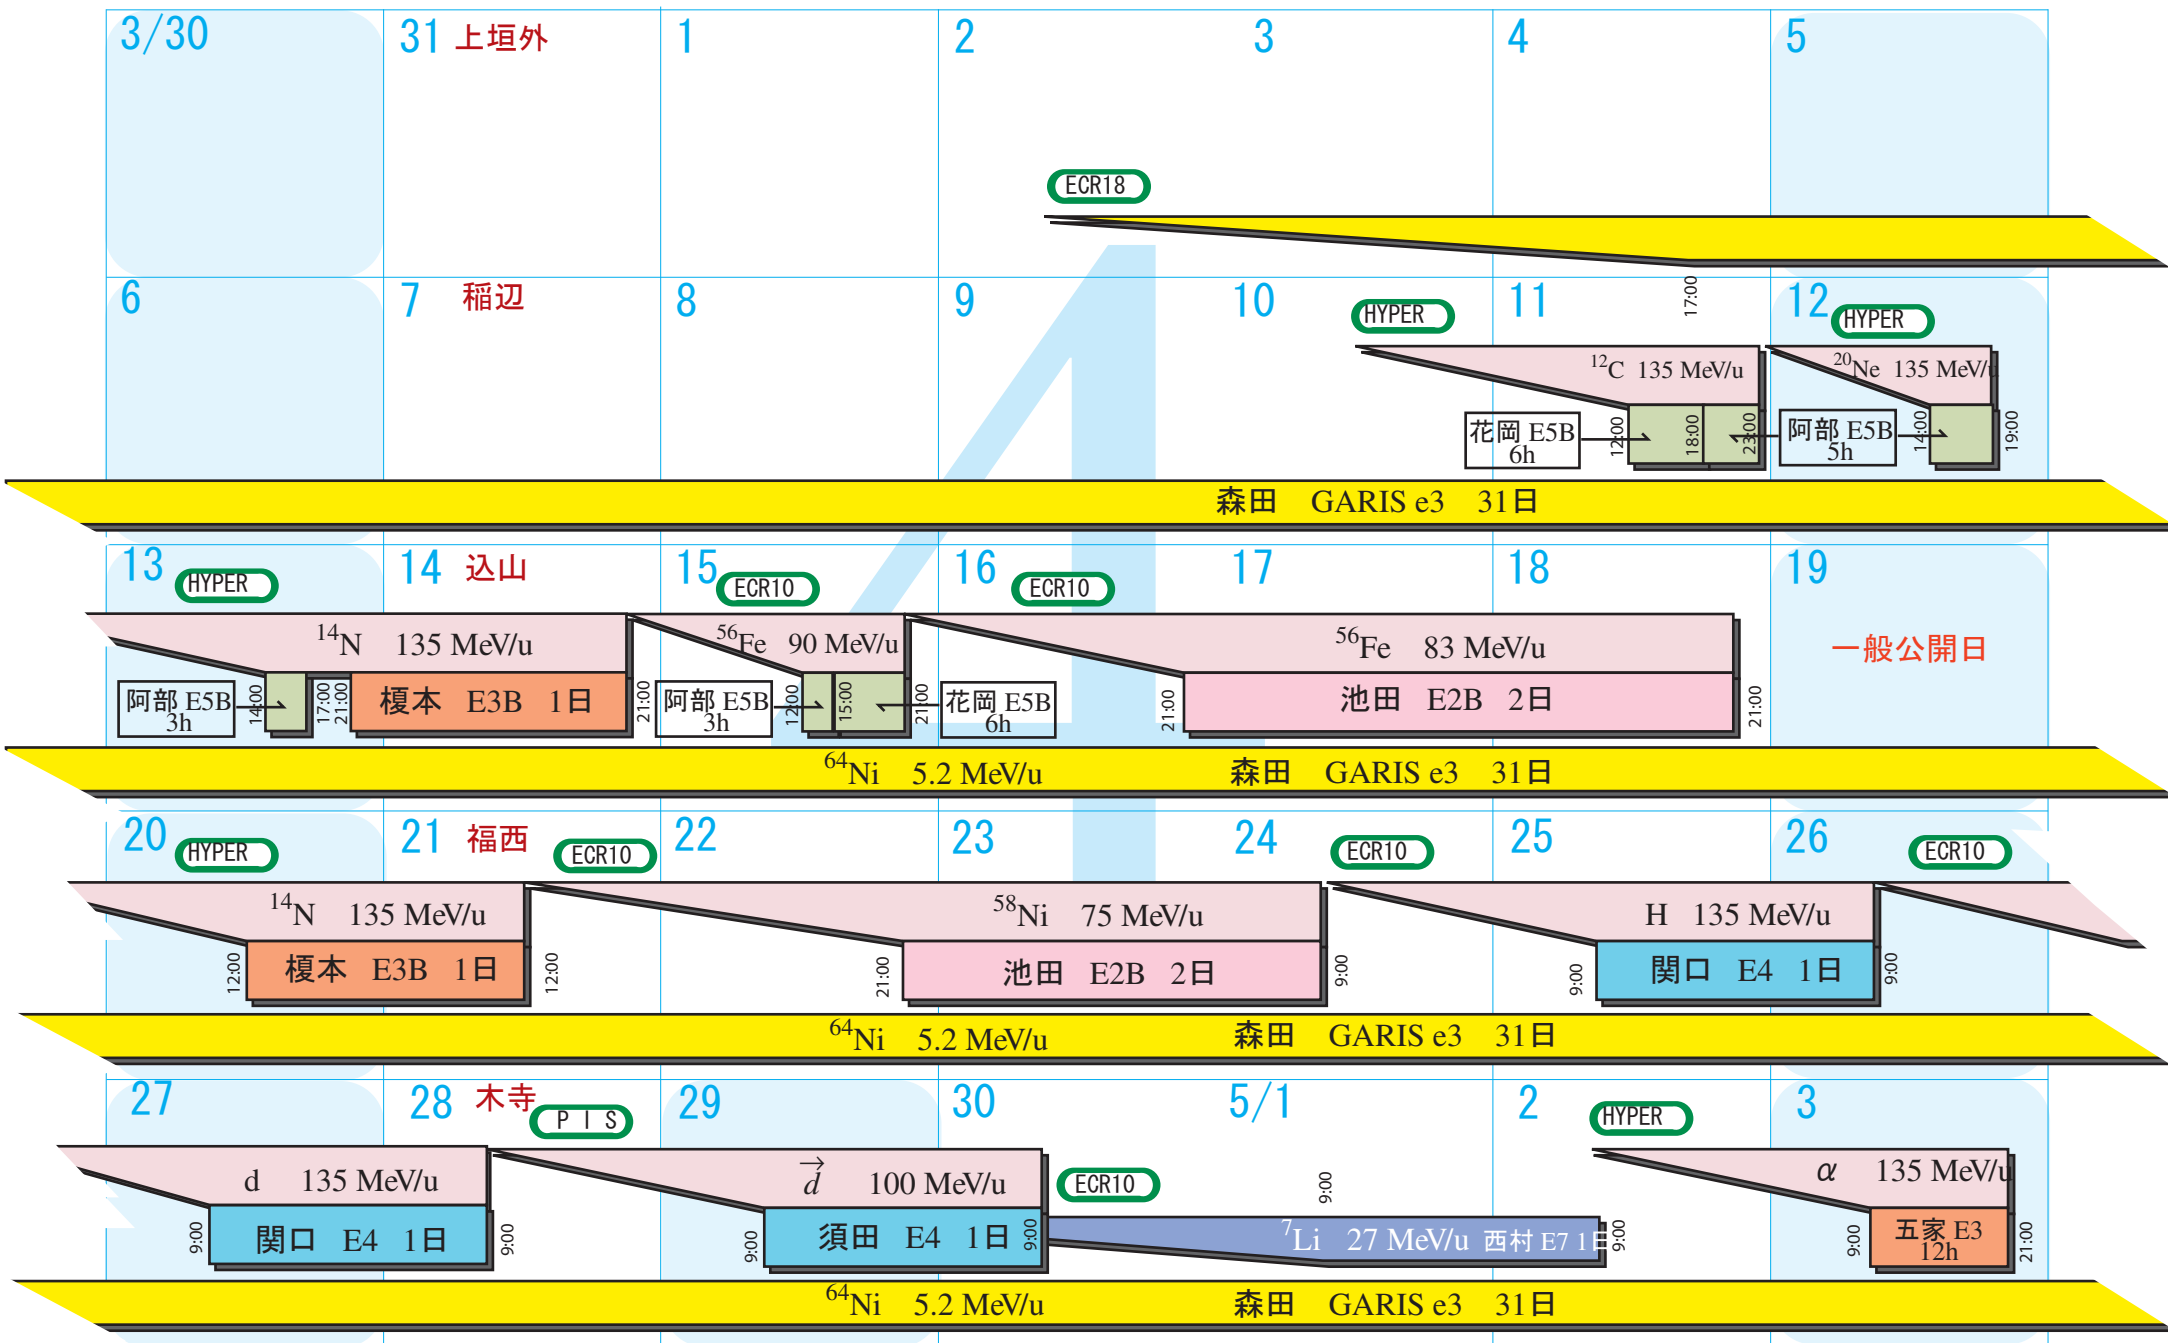 3/30
31 上垣外
1
2
3
4
5
ECR18
17:00
6
7 稲辺
8
9
10
11
12
HYPER
HYPER
12C 135 MeV/u
20Ne 135 MeV/u
花岡 E5B
6h
12:00
18:00
23:00
阿部 E5B
5h
14:00
19:00
森田 GARIS e3 31日
13
14 込山
15
16
17
18
19
HYPER
ECR10
ECR10
14N 135 MeV/u
56Fe 90 MeV/u
56Fe 83 MeV/u
一般公開日
阿部 E5B
3h
14:00
17:00
21:00
榎本 E3B 1日
21:00
阿部 E5B
3h
12:00
15:00
21:00
花岡 E5B
6h
21:00
池田 E2B 2日
21:00
64Ni 5.2 MeV/u 森田 GARIS e3 31日
20
21 福西
22
23
24
25
26
HYPER
ECR10
ECR10
ECR10
14N 135 MeV/u
58Ni 75 MeV/u
H 135 MeV/u
12:00
榎本 E3B 1日
12:00
21:00
池田 E2B 2日
9:00
9:00
関口 E4 1日
9:00
64Ni 5.2 MeV/u 森田 GARIS e3 31日
27
28 木寺
29
30
5/1
2
3
PIS
HYPER
d 135 MeV/u
d 100 MeV/u
ECR10
9:00
α 135 MeV/u
9:00
関口 E4 1日
9:00
9:00
須田 E4 1日
9:00
7Li 27 MeV/u 西村 E7 1日
9:00
9:00
五家 E3
12h
21:00
64Ni 5.2 MeV/u 森田 GARIS e3 31日
4